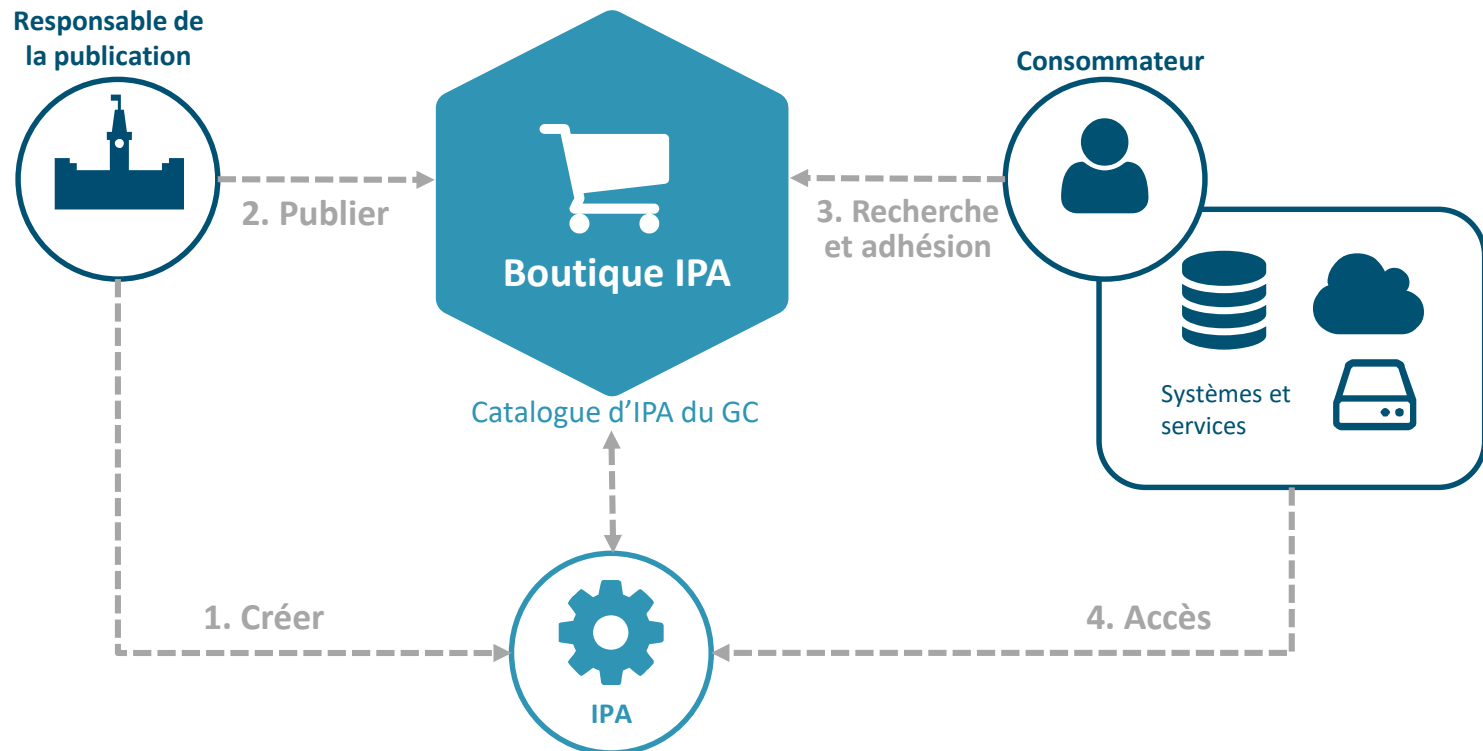 Responsable de
la publication
Consommateur
2. Publier
3. Recherche
et adhésion
Boutique IPA
Catalogue d’IPA du GC
Systèmes et
services
1. Créer
4. Accès
IPA